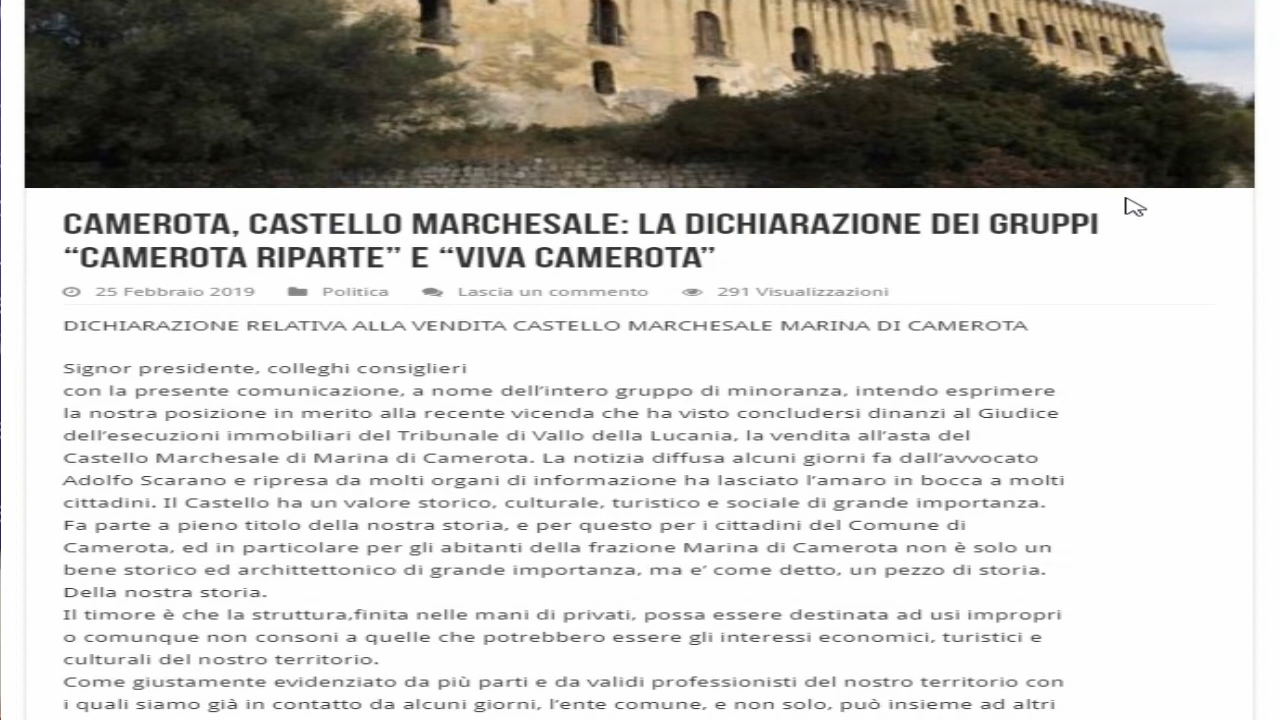 CAMEROTA, CASTELLO MARCHESALE: LA DICHIARAZIONE DEI GRUPPI
“CAMEROTA RIPARTE” E “VIVA CAMEROTA”
25 Febbraio 2019 Politica Lascia un commento 291 Visualizzazioni
DICHIARAZIONE RELATIVA ALLA VENDITA CASTELLO MARCHESALE MARINA DI CAMEROTA
Signor presidente, colleghi consiglieri
con la presente comunicazione, a nome dell’intero gruppo di minoranza, intendo esprimere
la nostra posizione in merito alla recente vicenda che ha visto concludersi dinanzi al Giudice
dell’esecuzioni immobiliari del Tribunale di Vallo della Lucania, la vendita all’asta del
Castello Marchesale di Marina di Camerota. La notizia diffusa alcuni giorni fa dall’avvocato
Adolfo Scarano e ripresa da molti organi di informazione ha lasciato l’amaro in bocca a molti
cittadini. Il Castello ha un valore storico, culturale, turistico e sociale di grande importanza.
Fa parte a pieno titolo della nostra storia, e per questo per i cittadini del Comune di
Camerota, ed in particolare per gli abitanti della frazione Marina di Camerota non è solo un
bene storico ed archittettonico di grande importanza, ma e’ come detto, un pezzo di storia.
Della nostra storia.
Il timore è che la struttura,finita nelle mani di privati, possa essere destinata ad usi impropri
o comunque non consoni a quelle che potrebbero essere gli interessi economici, turistici e
culturali del nostro territorio.
Come giustamente evidenziato da più parti e da validi professionisti del nostro territorio con
i quali siamo già in contatto da alcuni giorni, l’ente comune, e non solo, può insieme ad altri